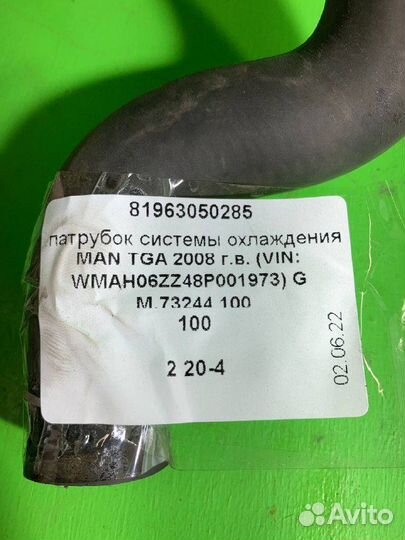 81963050285
патрубок системы охлаждения
MAN TGA 2008 г.в. (VIN:
WMAH06ZZ48P001973) G
M.73244 100
100
2 20-4
02.06.22
Avito